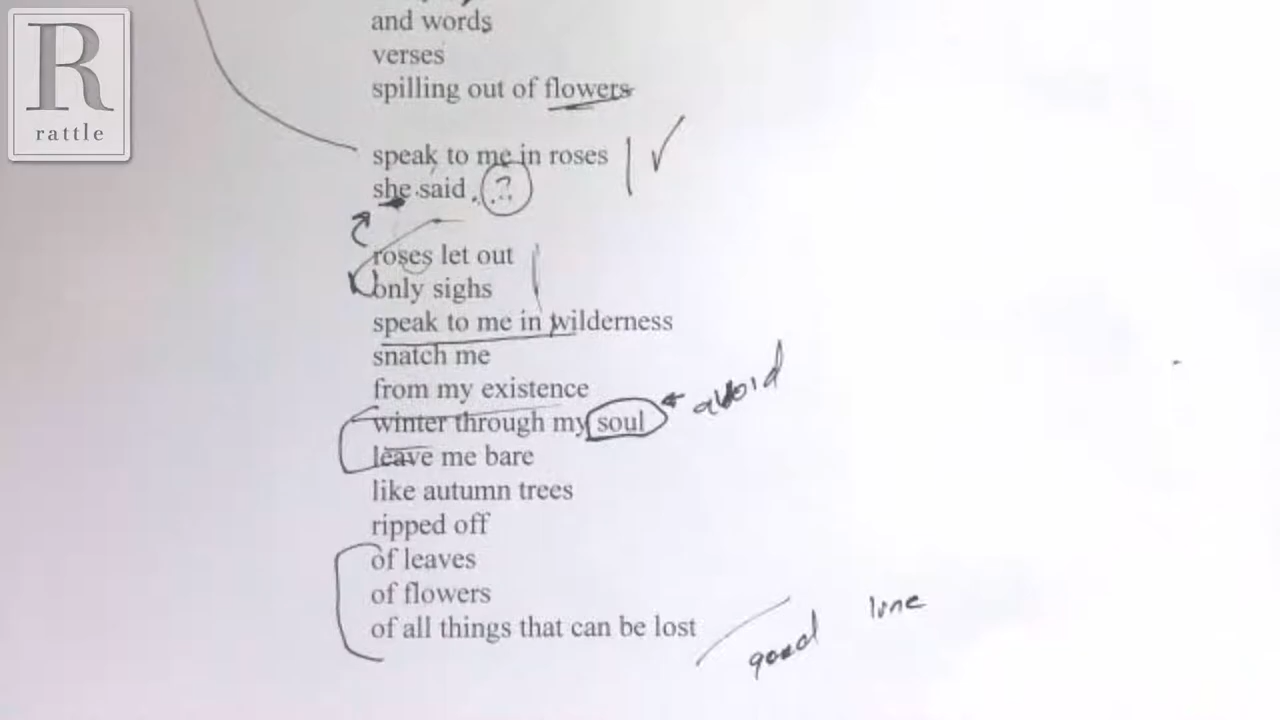 R
rattle
and words
verses
spilling out of flowers
speak to me in roses
she said . . . ?
roses let out
only sighs
speak to me in wilderness
snatch me
from my existence
winter through my soul
avoid
leave me bare
like autumn trees
ripped off
of leaves
of flowers
of all things that can be lost
good line